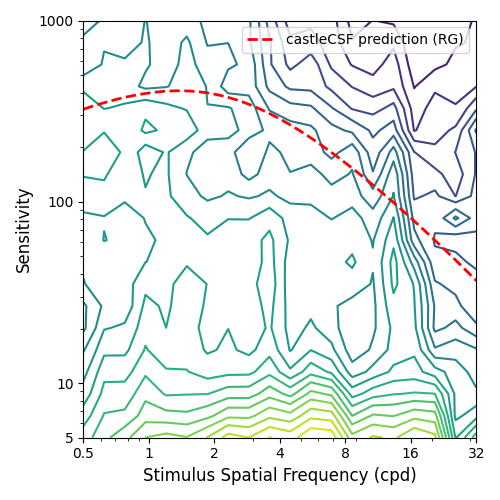 1000
castleCSF prediction (RG)
100
10
5
Sensitivity
0.5 1 2 4 8 16 32
Stimulus Spatial Frequency (cpd)